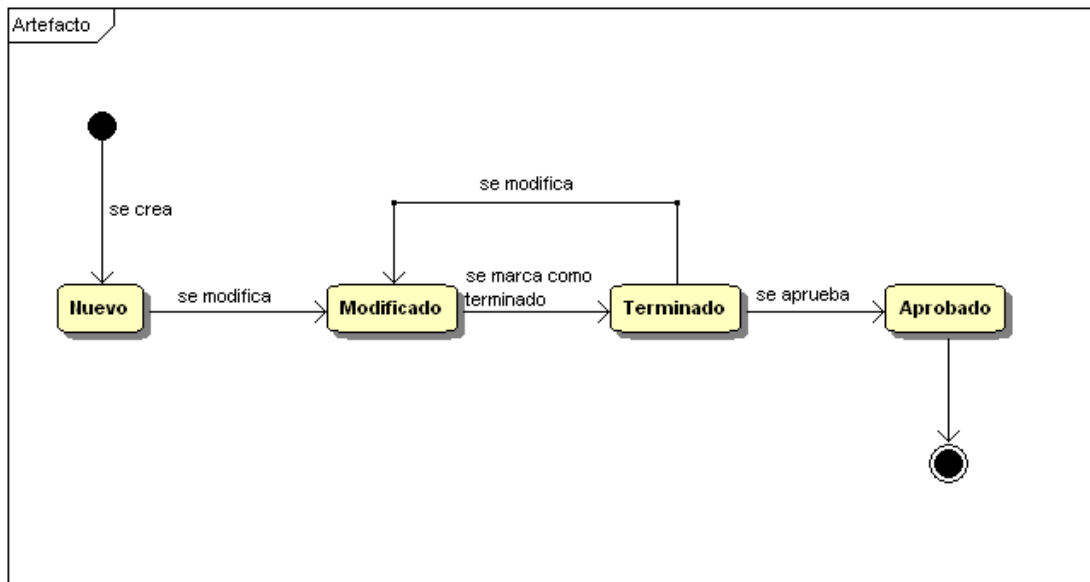 Artefacto
se modifica
se crea
se modifica
se marca como
terminado
se aprueba
Nuevo
Modificado
Terminado
Aprobado